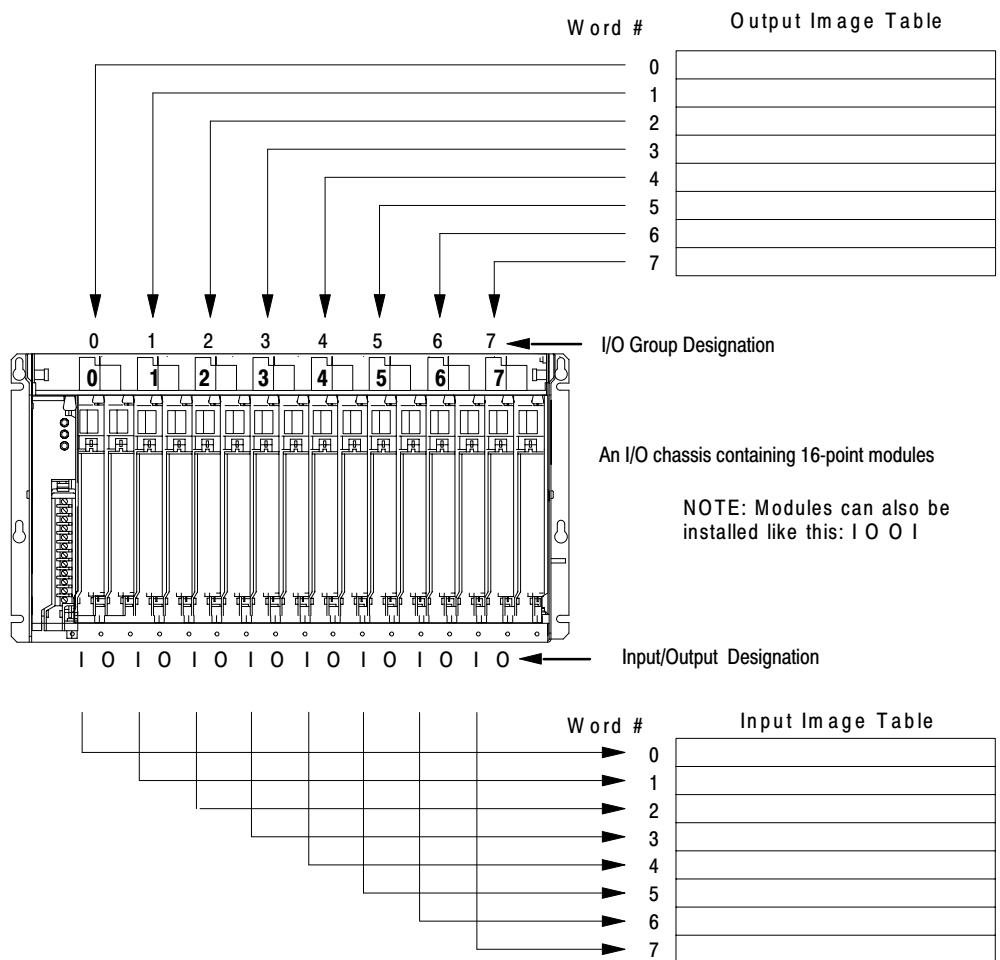 Word #
Output Image Table
0
1
2
3
4
5
6
7
0 1 2 3 4 5 6 7
I/O Group Designation
0 1 2 3 4 5 6 7
An I/O chassis containing 16-point modules
NOTE: Modules can also be
installed like this: I O O I
I O I O I O I O I O I O I O I O
Input/Output Designation
Word #
Input Image Table
0
1
2
3
4
5
6
7